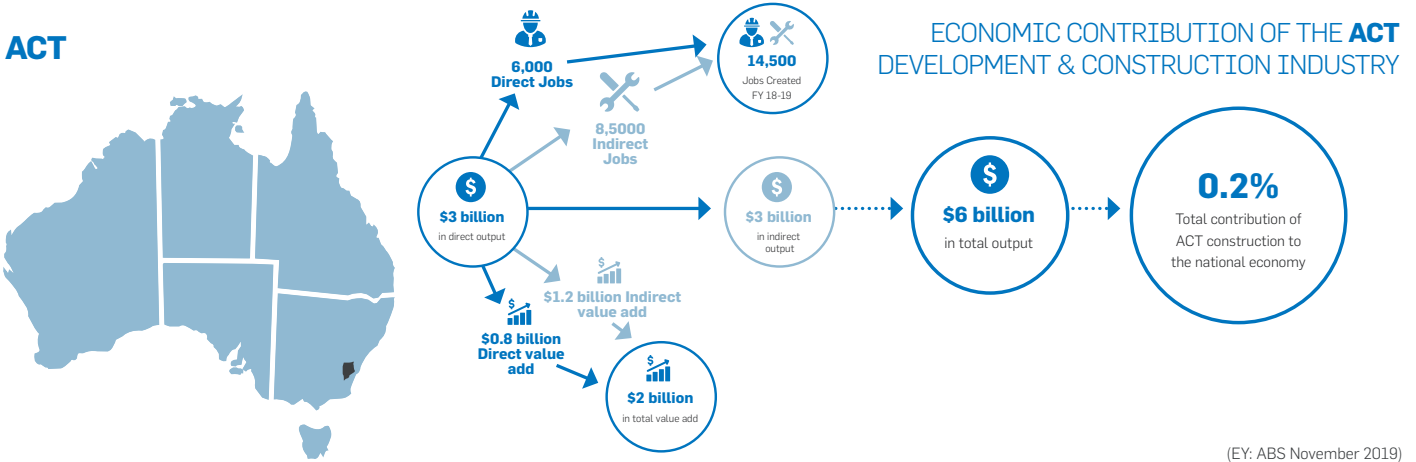 ACT
ECONOMIC CONTRIBUTION OF THE ACT
DEVELOPMENT & CONSTRUCTION INDUSTRY
6,000
Direct Jobs
8,5000
Indirect
Jobs
14,500
Jobs Created
FY 18-19
$
$3 billion
in direct output
$
$3 billion
in indirect
output
$
$6 billion
in total output
0.2%
Total contribution of
ACT construction to
the national economy
$
$1.2 billion Indirect
value add
$
$0.8 billion
Direct value
add
$
$2 billion
in total value add
(EY: ABS November 2019)